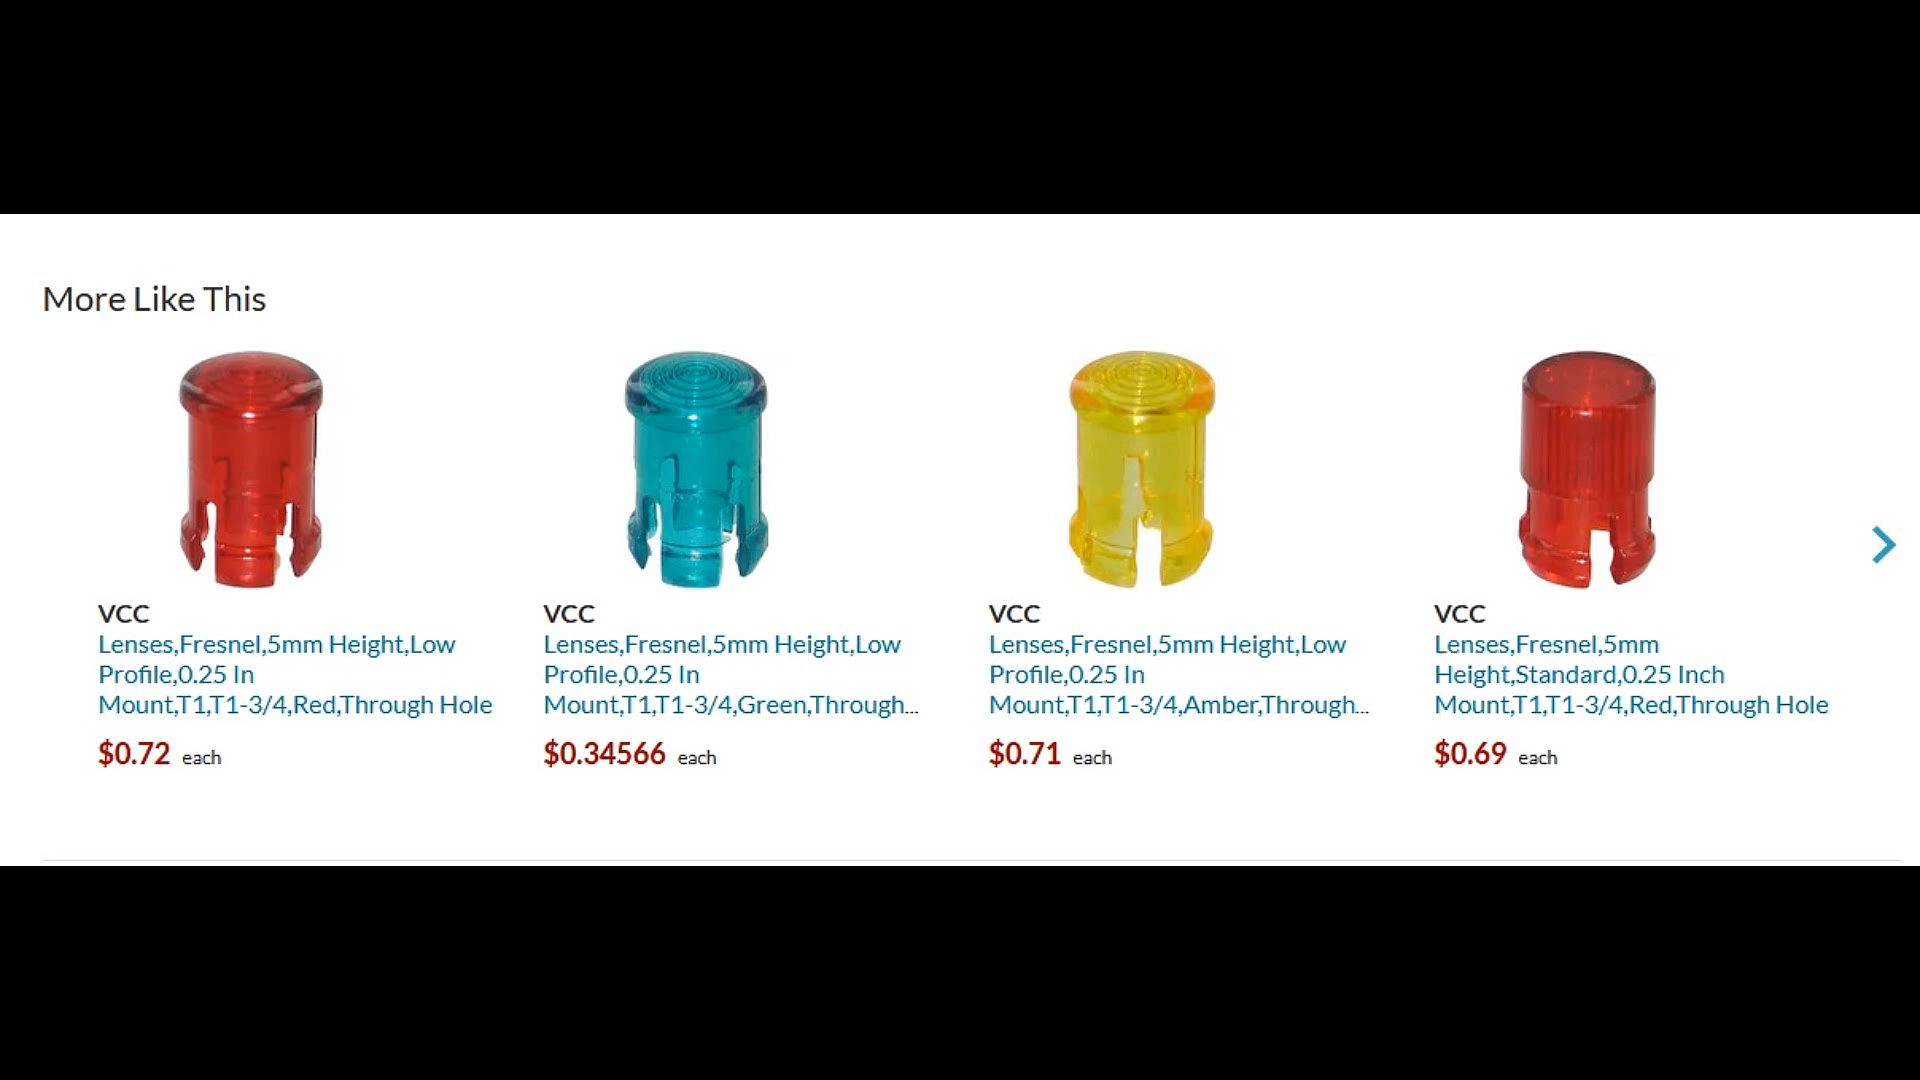 More Like This
VCC
Lenses,Fresnel,5mm Height,Low
Profile,0.25 In
Mount,T1,T1-3/4,Red,Through Hole
$0.72 each
VCC
Lenses,Fresnel,5mm Height,Low
Profile,0.25 In
Mount,T1,T1-3/4,Green,Through...
$0.34566 each
VCC
Lenses,Fresnel,5mm Height,Low
Profile,0.25 In
Mount,T1,T1-3/4,Amber,Through...
$0.71 each
VCC
Lenses,Fresnel,5mm
Height,Standard,0.25 Inch
Mount,T1,T1-3/4,Red,Through Hole
$0.69 each